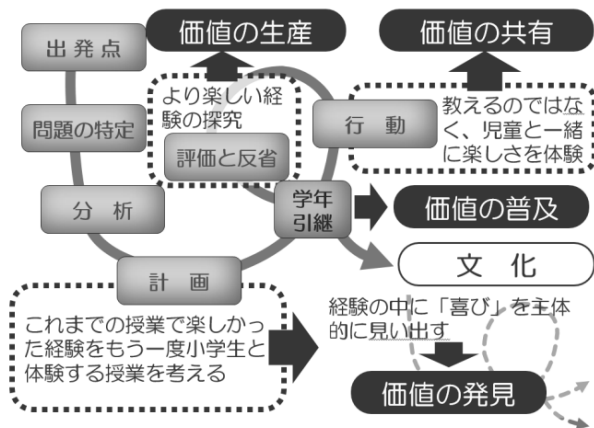 出発点
価値の生産
価値の共有
より楽しい経
験の探究
問題の特定
評価と反省
行動
教えるのではな
く、児童と一緒
に楽しさを体験
分析
学年
引継
価値の普及
計画
文化
これまでの授業で楽しかっ
た経験をもう一度小学生と
体験する授業を考える
経験の中に「喜び」を主体
的に見い出す
価値の発見